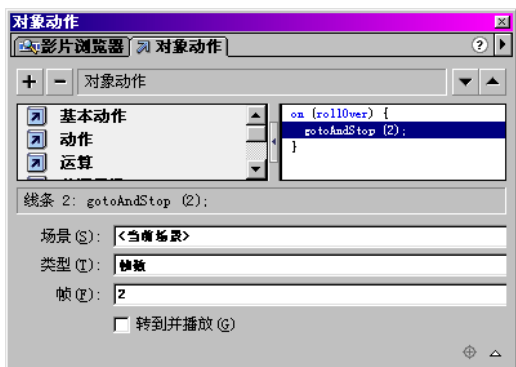 对象动作
影片浏览器 对象动作
对象动作
基本动作
动作
运算
on (rollOver) {
gotoAndStop (2);
}
线条 2: gotoAndStop (2);
场景(S): <当前场景>
类型(T): 帧数
帧(F): 2
转到并播放(G)